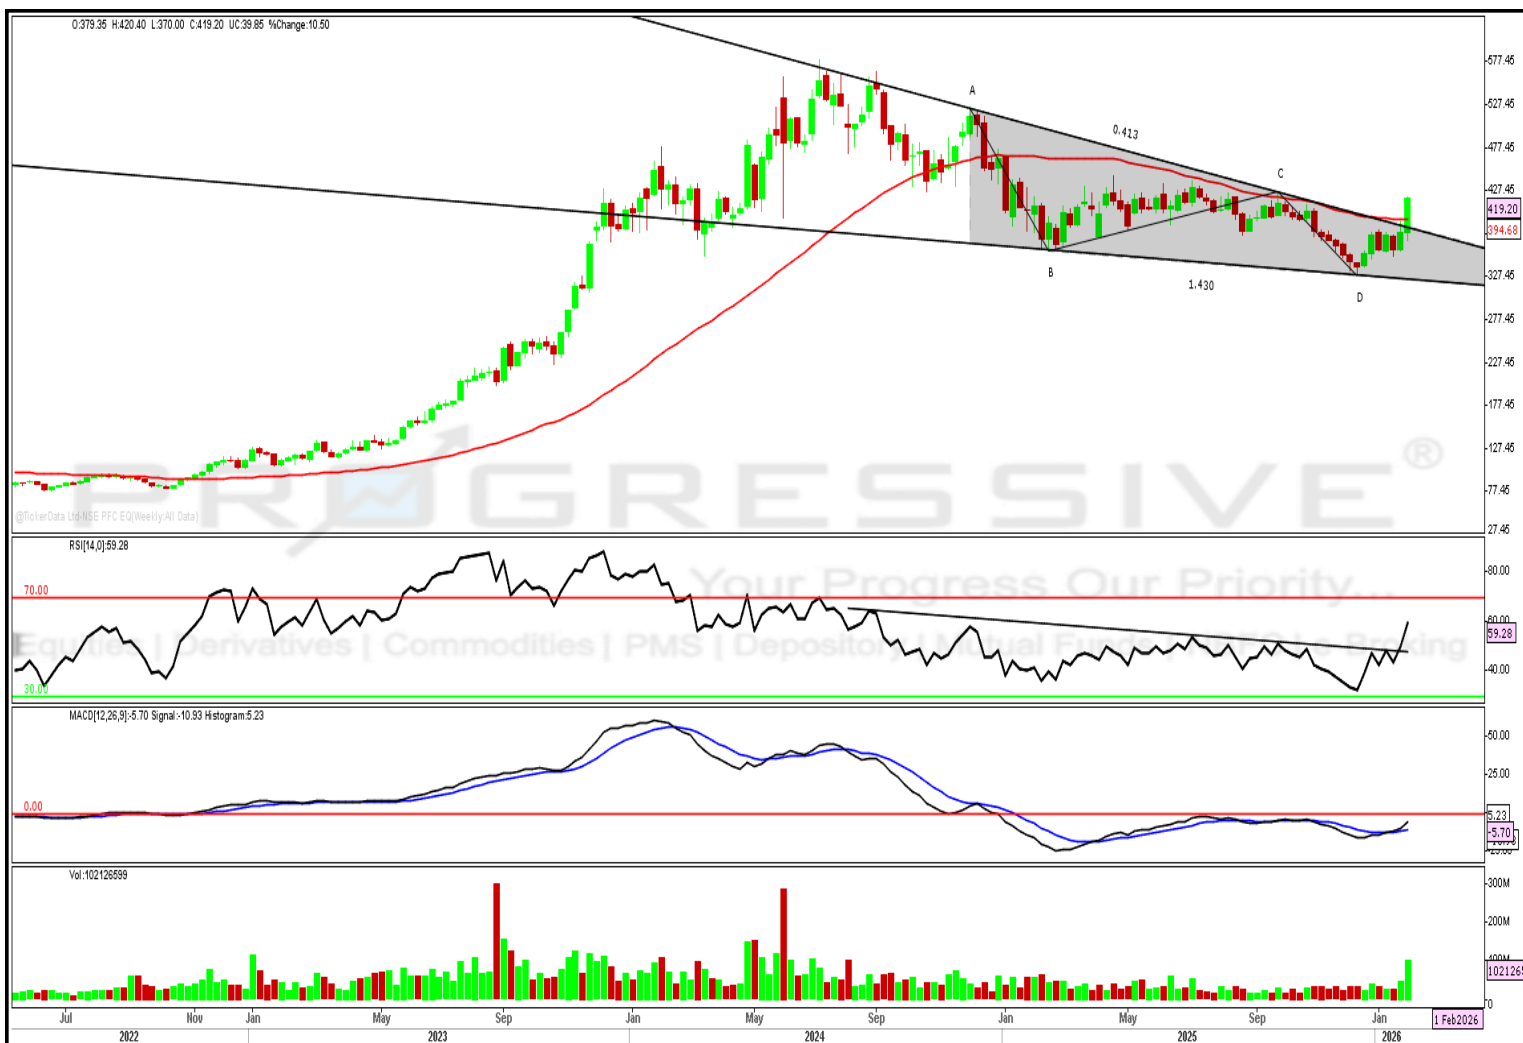 O:379.35 H:420.40 L:370.00 C:419.20 UC:39.85 %Change:10.50
577.45
527.45
477.45
427.45
419.20
394.68
327.45
277.45
227.45
177.45
127.45
77.45
27.45
A
0.413
C
B
1.430
D
PROGRESSIVE®
@TickerData Ltd-NSE PFC EQ(Weekly:All Data)
RSI[14,0]:59.28
80.00
70.00
60.00
59.28
40.00
30.00
Your Progress Our Priority...
Equities | Derivatives | Commodities | PMS | Depository | Mutual Funds | | e-Broking
MACD[12,26,9]:-5.70 Signal:-10.93 Histogram:5.23
50.00
25.00
0.00
5.23
-5.70
Vol:102126599
300M
200M
1021265
0
Jul Nov Jan May Sep Jan May Sep Jan May Sep Jan
1 Feb2026
2022 2023 2024 2025 2026